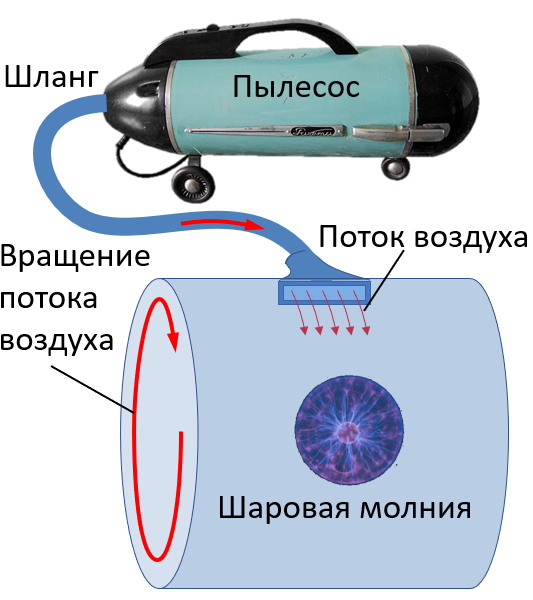 Шланг
Пылесос
Поток воздуха
Вращение
потока
воздуха
Шаровая молния